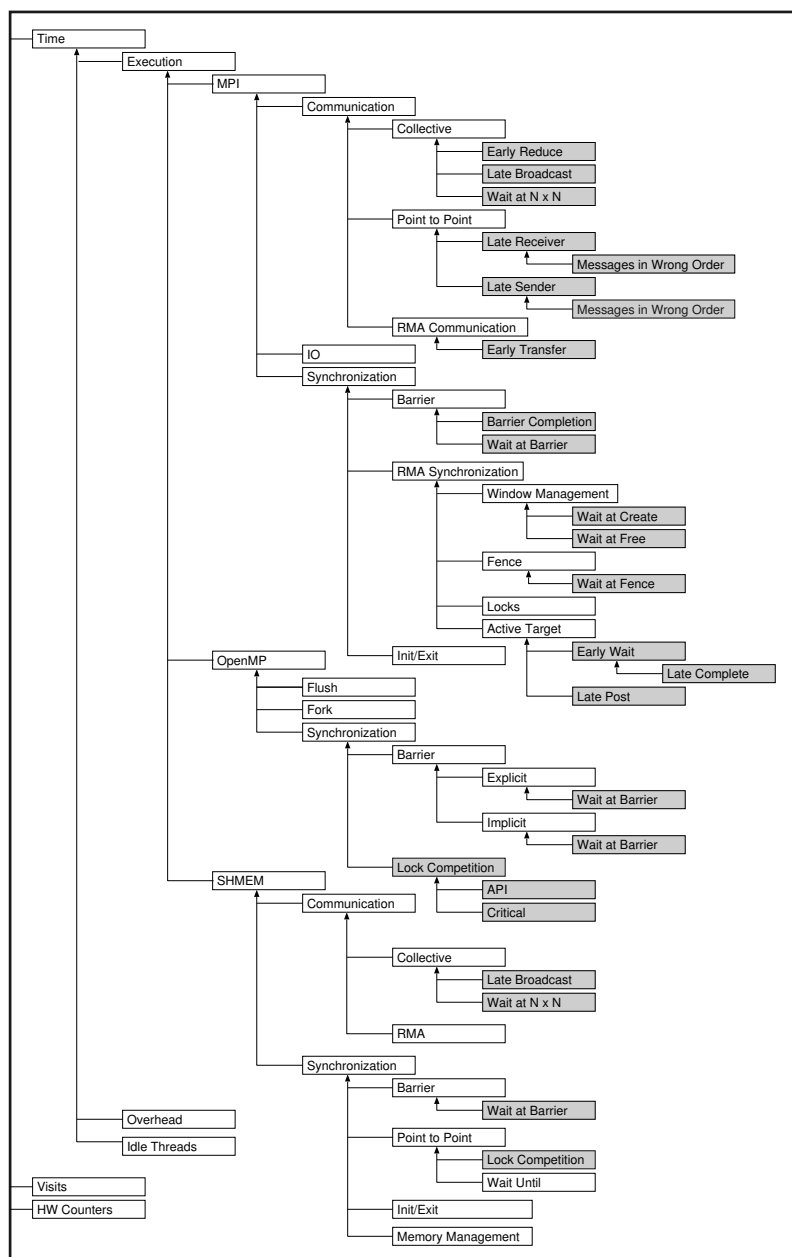 Time
Execution
MPI
Communication
Collective
Early Reduce
Late Broadcast
Wait at N x N
Point to Point
Late Receiver
Messages in Wrong Order
Late Sender
Messages in Wrong Order
RMA Communication
Early Transfer
IO
Synchronization
Barrier
Barrier Completion
Wait at Barrier
RMA Synchronization
Window Management
Wait at Create
Wait at Free
Fence
Wait at Fence
Locks
Active Target
Early Wait
Late Complete
Late Post
Init/Exit
OpenMP
Flush
Fork
Synchronization
Barrier
Explicit
Wait at Barrier
Implicit
Wait at Barrier
Lock Competition
API
Critical
SHMEM
Communication
Collective
Late Broadcast
Wait at N x N
RMA
Synchronization
Barrier
Wait at Barrier
Point to Point
Lock Competition
Wait Until
Init/Exit
Memory Management
Overhead
Idle Threads
Visits
HW Counters